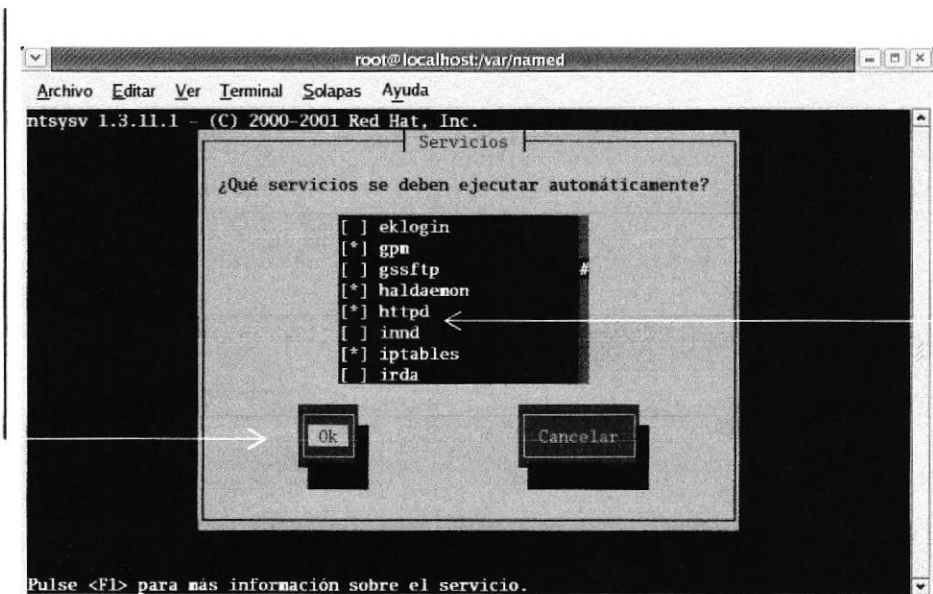 root@localhost:/var/named
Archivo Editar Ver Terminal Solapas Ayuda
ntsysv 1.3.11.1 - (C) 2000-2001 Red Hat, Inc.
Servicios
¿Qué servicios se deben ejecutar automáticamente?
[ ] eklogin
[*] gpm
[ ] gssftp #
[*] haldaemon
[*] httpd
[ ] innd
[*] iptables
[ ] irda
Ok Cancelar
Pulse <F1> para más información sobre el servicio.